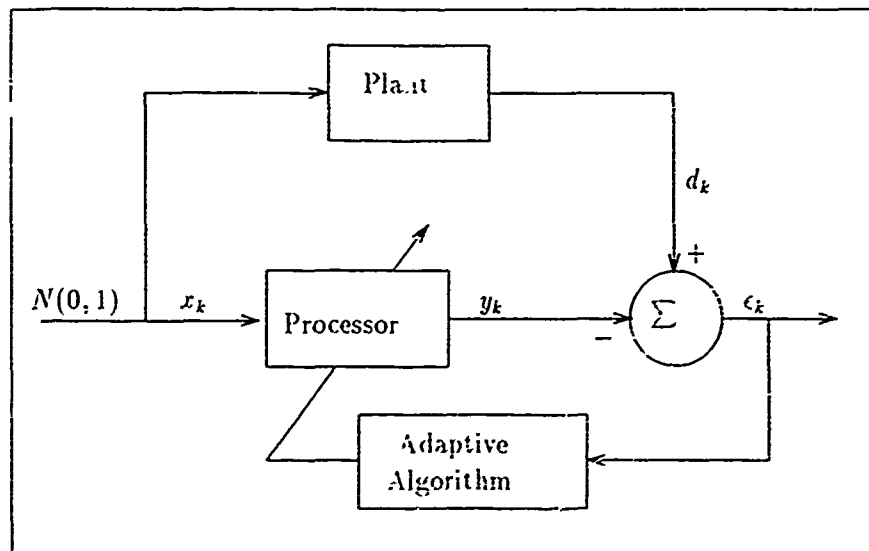 Plant
d_k
+
N(0,1)
x_k
Processor
y_k
−
Σ
ϵ_k
Adaptive
Algorithm